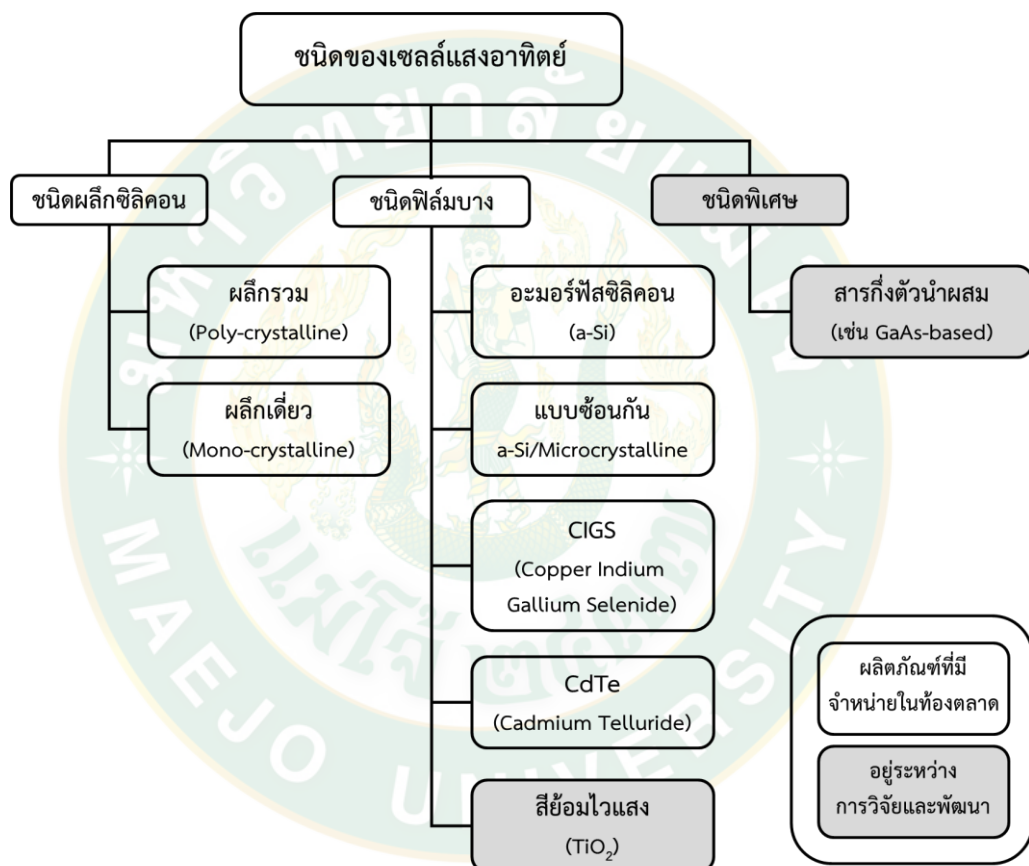 ชนิดของเซลล์แสงอาทิตย์
ชนิดผลึกซิลิคอน
ชนิดฟิล์มบาง
ชนิดพิเศษ
ผลึกรวม
(Poly-crystalline)
ผลึกเดี่ยว
(Mono-crystalline)
อะมอร์ฟัสซิลิคอน
(a-Si)
แบบซ้อนกัน
a-Si/Microcrystalline
CIGS
(Copper Indium
Gallium Selenide)
CdTe
(Cadmium Telluride)
สีย้อมไวแสง
(TiO₂)
สารกึ่งตัวนำผสม
(เช่น GaAs-based)
ผลิตภัณฑ์ที่มี
จำหน่ายในท้องตลาด
อยู่ระหว่าง
การวิจัยและพัฒนา
MAEJO UNIVERSITY